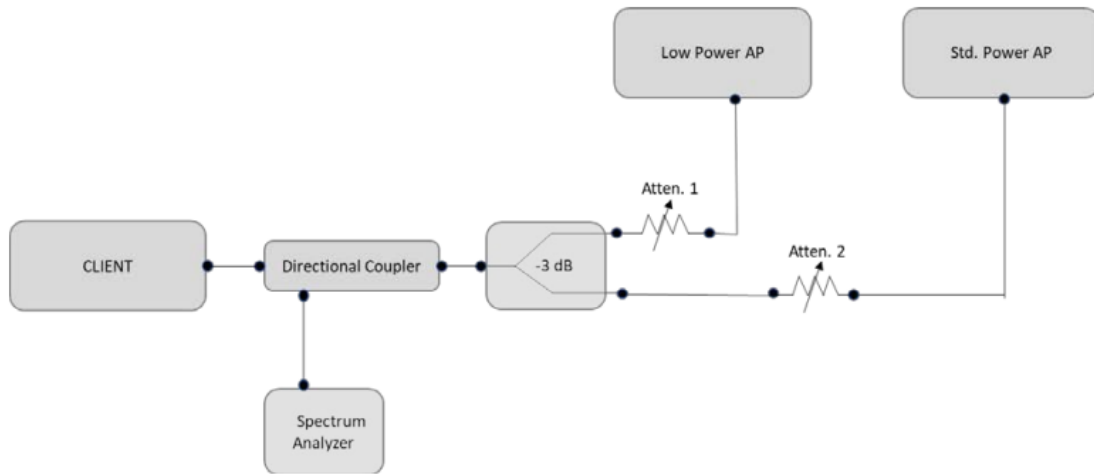 Low Power AP
Std. Power AP
Atten. 1
Atten. 2
CLIENT
Directional Coupler
-3 dB
Spectrum
Analyzer